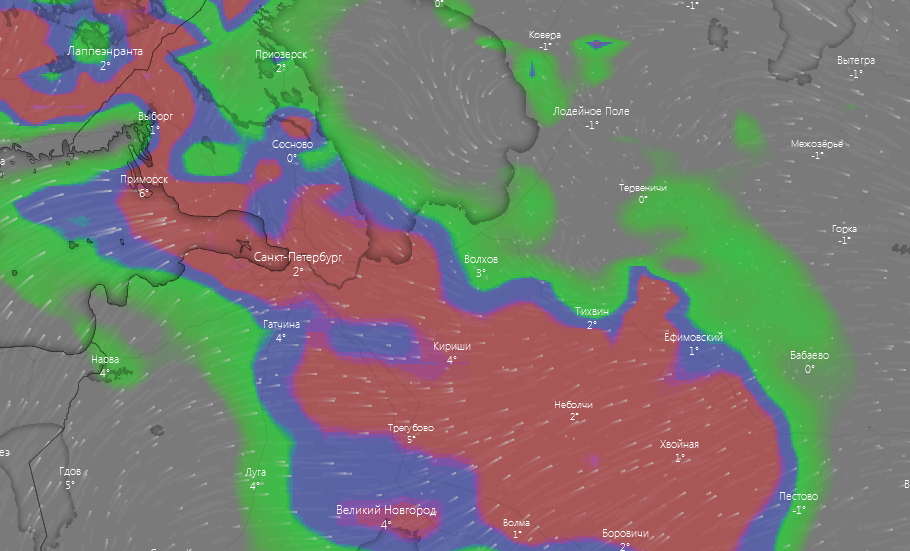 0°
-1°
Ковера
-1°
Лаппеэнранта
2°
Приозерск
2°
Вытегра
-1°
Лодейное Поле
-1°
Выборг
1°
Сосново
0°
Межозёрье
-1°
Приморск
6°
Тервеничи
0°
Горка
-1°
Санкт-Петербург
2°
Волхов
3°
Тихвин
2°
Гатчина
4°
Кириши
4°
Ефимовский
1°
Нарва
4°
Бабаево
0°
Неболчи
2°
Трегубово
5°
Хвойная
1°
Гдов
5°
Луга
4°
Пестово
-1°
Великий Новгород
4°
Волма
1°
Боровичи
2°